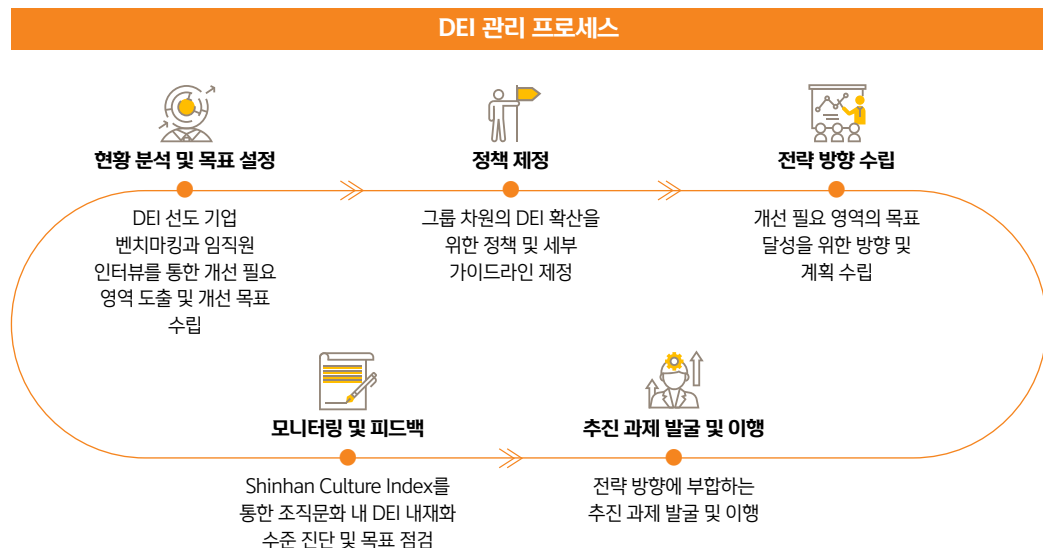 DEI 관리 프로세스
현황 분석 및 목표 설정
DEI 선도 기업
벤치마킹과 임직원
인터뷰를 통한 개선 필요
영역 도출 및 개선 목표
수립
정책 제정
그룹 차원의 DEI 확산을
위한 정책 및 세부
가이드라인 제정
전략 방향 수립
개선 필요 영역의 목표
달성을 위한 방향 및
계획 수립
모니터링 및 피드백
Shinhan Culture Index를
통한 조직문화 내 DEI 내재화
수준 진단 및 목표 점검
추진 과제 발굴 및 이행
전략 방향에 부합하는
추진 과제 발굴 및 이행